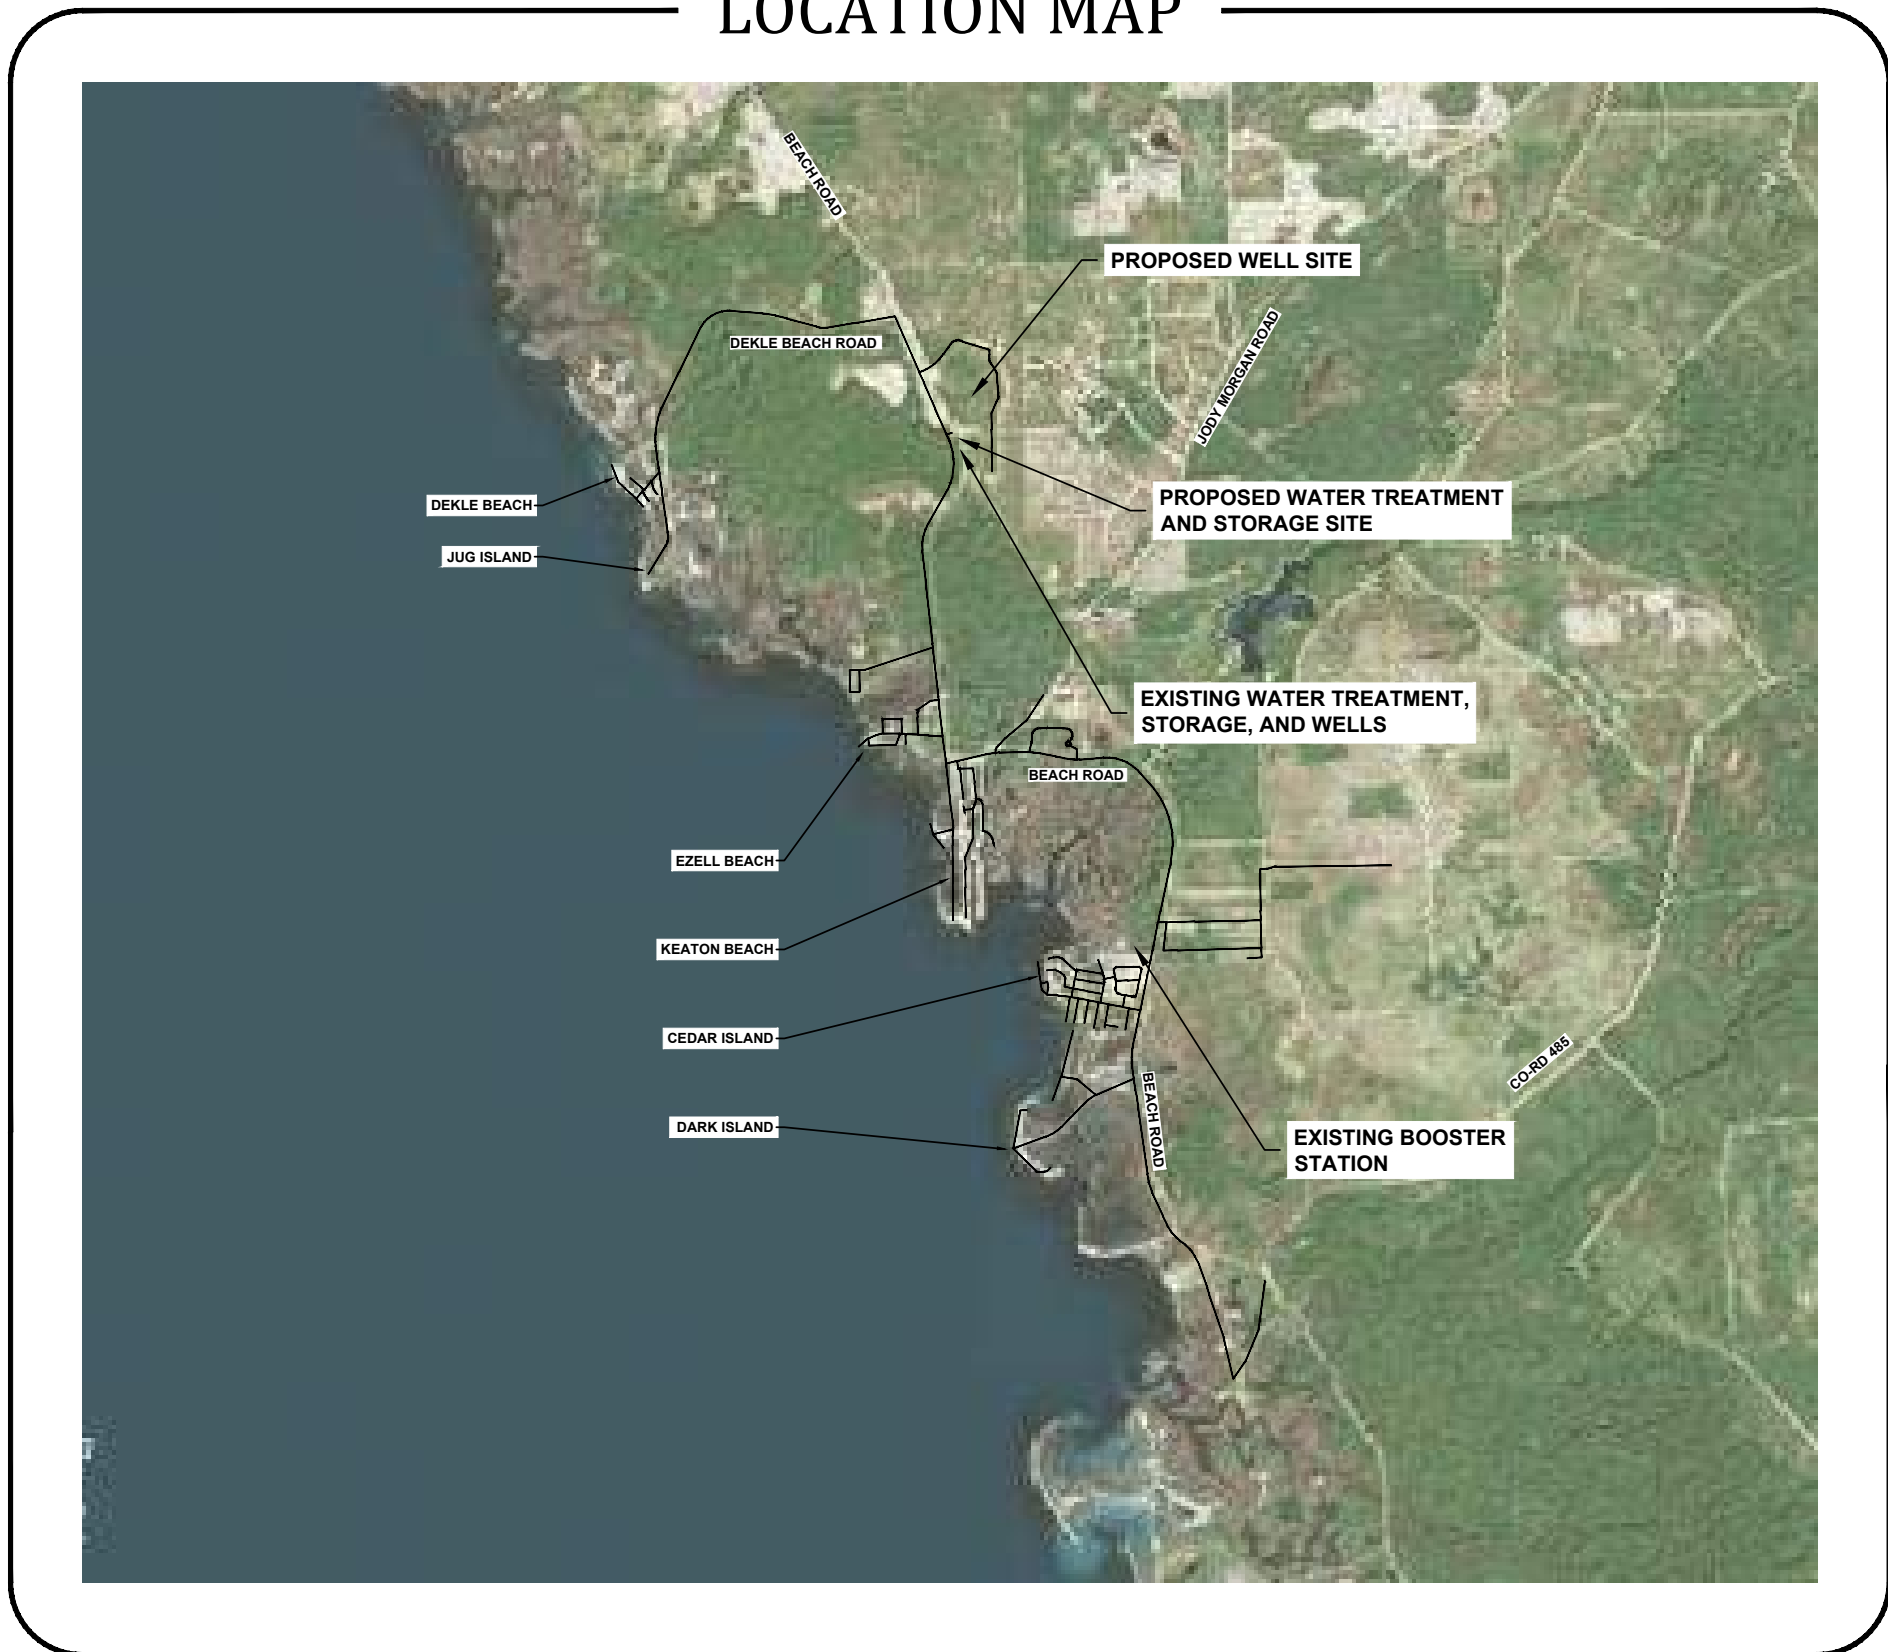 LOCATION MAP
BEACH ROAD
PROPOSED WELL SITE
DEKLE BEACH ROAD
JODY MORGAN ROAD
DEKLE BEACH
PROPOSED WATER TREATMENT
AND STORAGE SITE
JUG ISLAND
EXISTING WATER TREATMENT,
STORAGE, AND WELLS
BEACH ROAD
EZELL BEACH
KEATON BEACH
CEDAR ISLAND
CO-RD 485
BEACH ROAD
DARK ISLAND
EXISTING BOOSTER
STATION